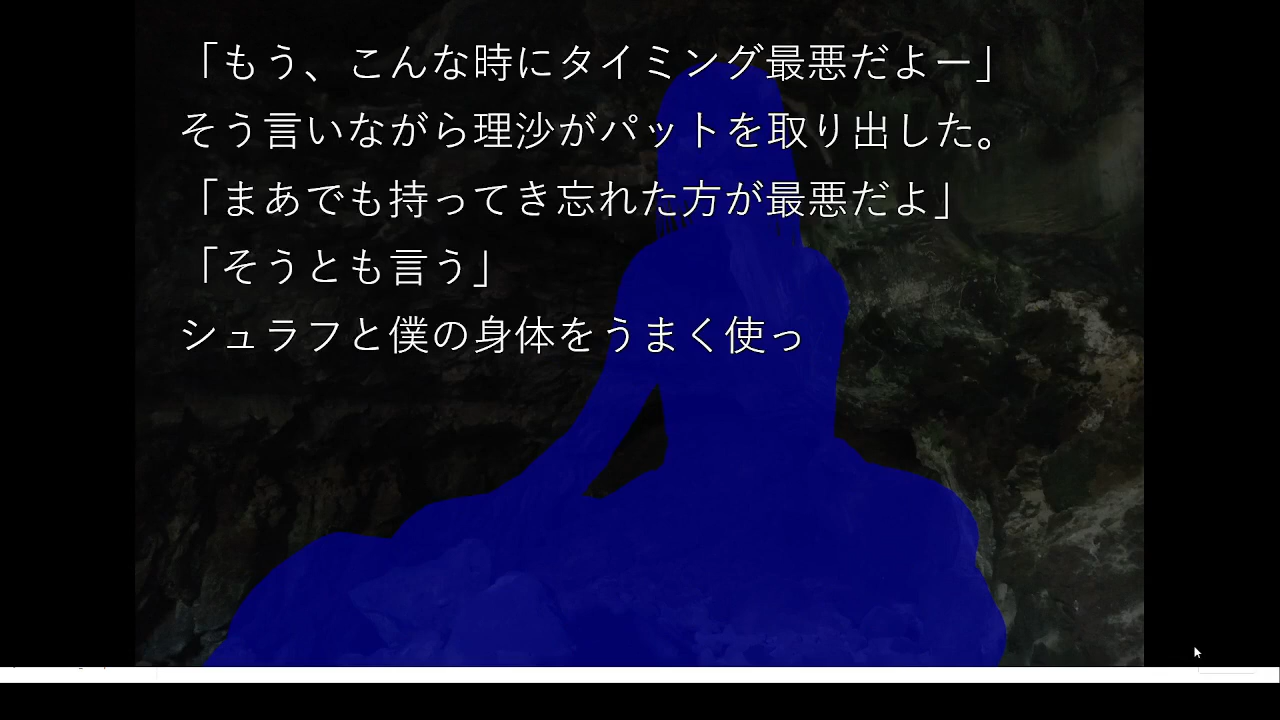 「もう、こんな時にタイミング最悪だよー」
そう言いながら理沙がパットを取り出した。
「まあでも持ってき忘れた方が最悪だよ」
「そうとも言う」
シュラフと僕の身体をうまく使っ